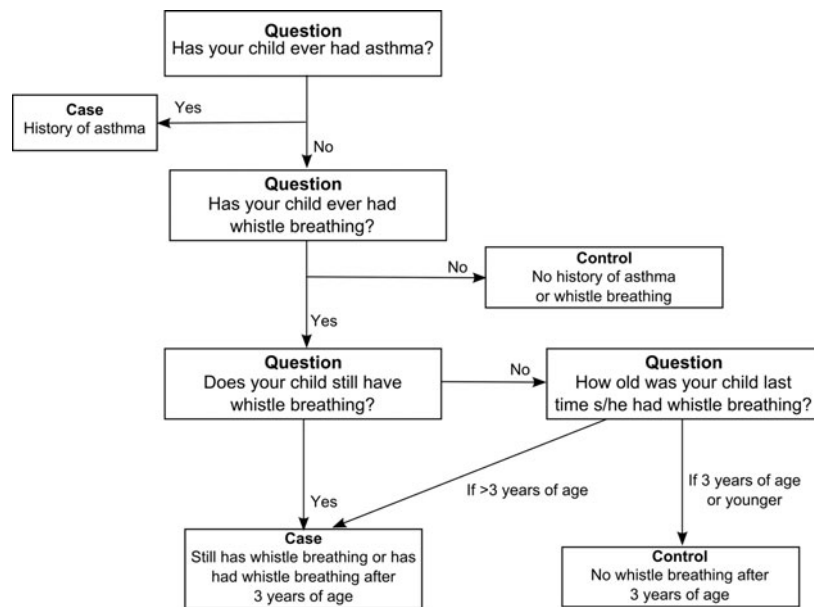 Question
Has your child ever had asthma?
Yes
Case
History of asthma
No
Question
Has your child ever had
whistle breathing?
No
Control
No history of asthma
or whistle breathing
Yes
Question
Does your child still have
whistle breathing?
No
Question
How old was your child last
time s/he had whistle breathing?
Yes
If >3 years of age
If 3 years of age
or younger
Case
Still has whistle breathing or has
had whistle breathing after
3 years of age
Control
No whistle breathing after
3 years of age